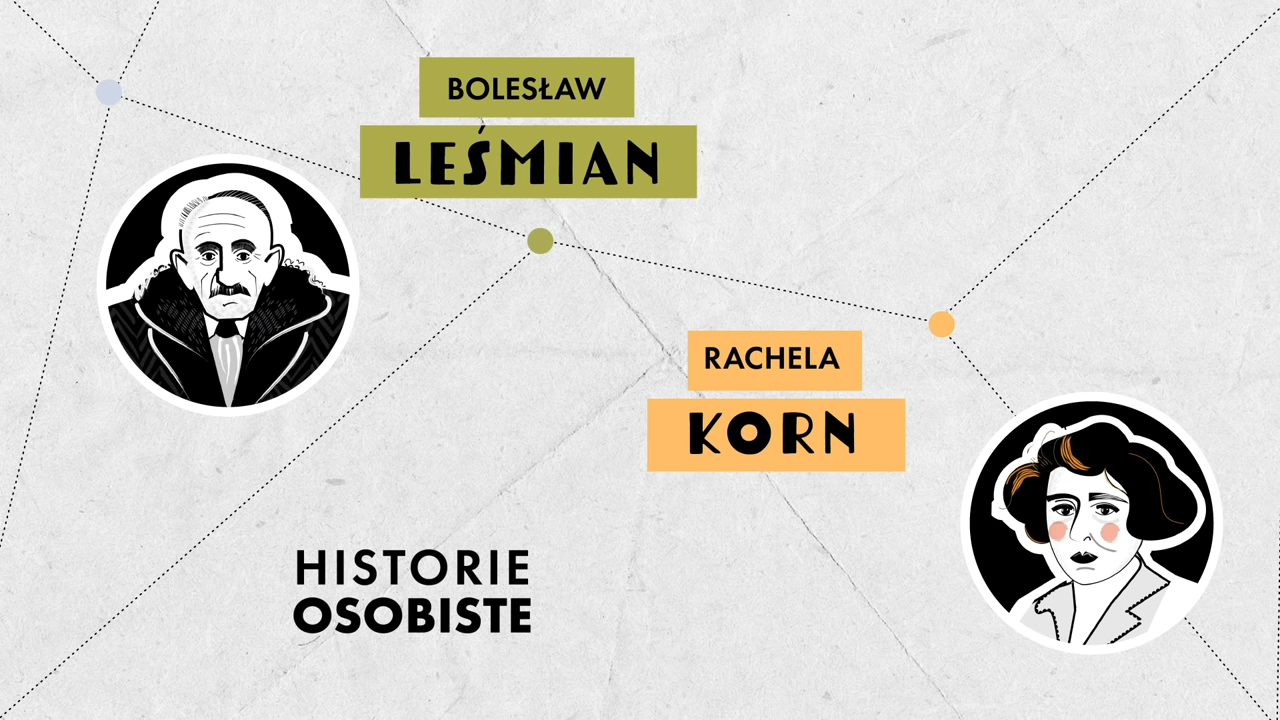 BOLESŁAW
LEŚMIAN
RACHELA
KORN
HISTORIE
OSOBISTE